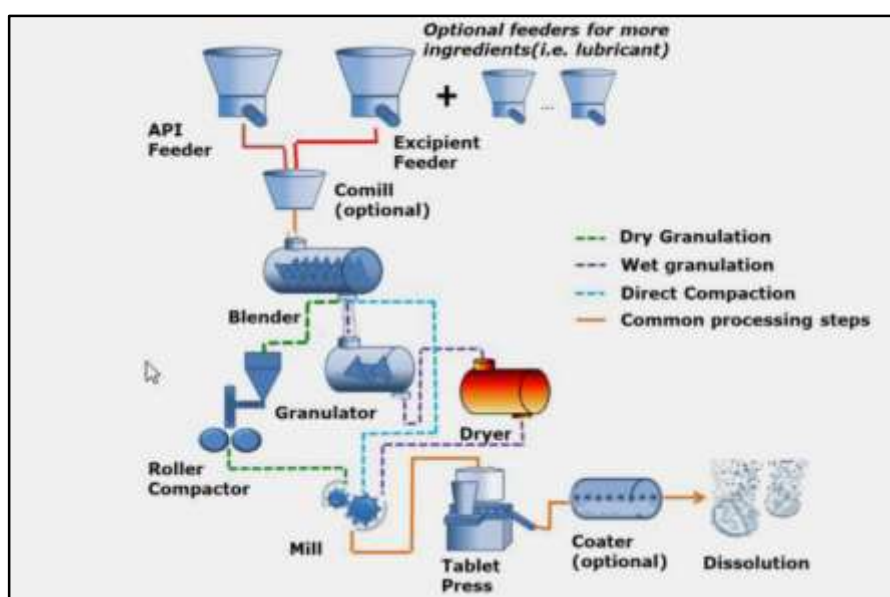 Optional feeders for more
ingredients(i.e. lubricant)
+
...
API
Feeder
Excipient
Feeder
Comill
(optional)
Dry Granulation
Wet granulation
Direct Compaction
Common processing steps
Blender
Granulator
Dryer
Roller
Compactor
Mill
Tablet
Press
Coater
(optional)
Dissolution